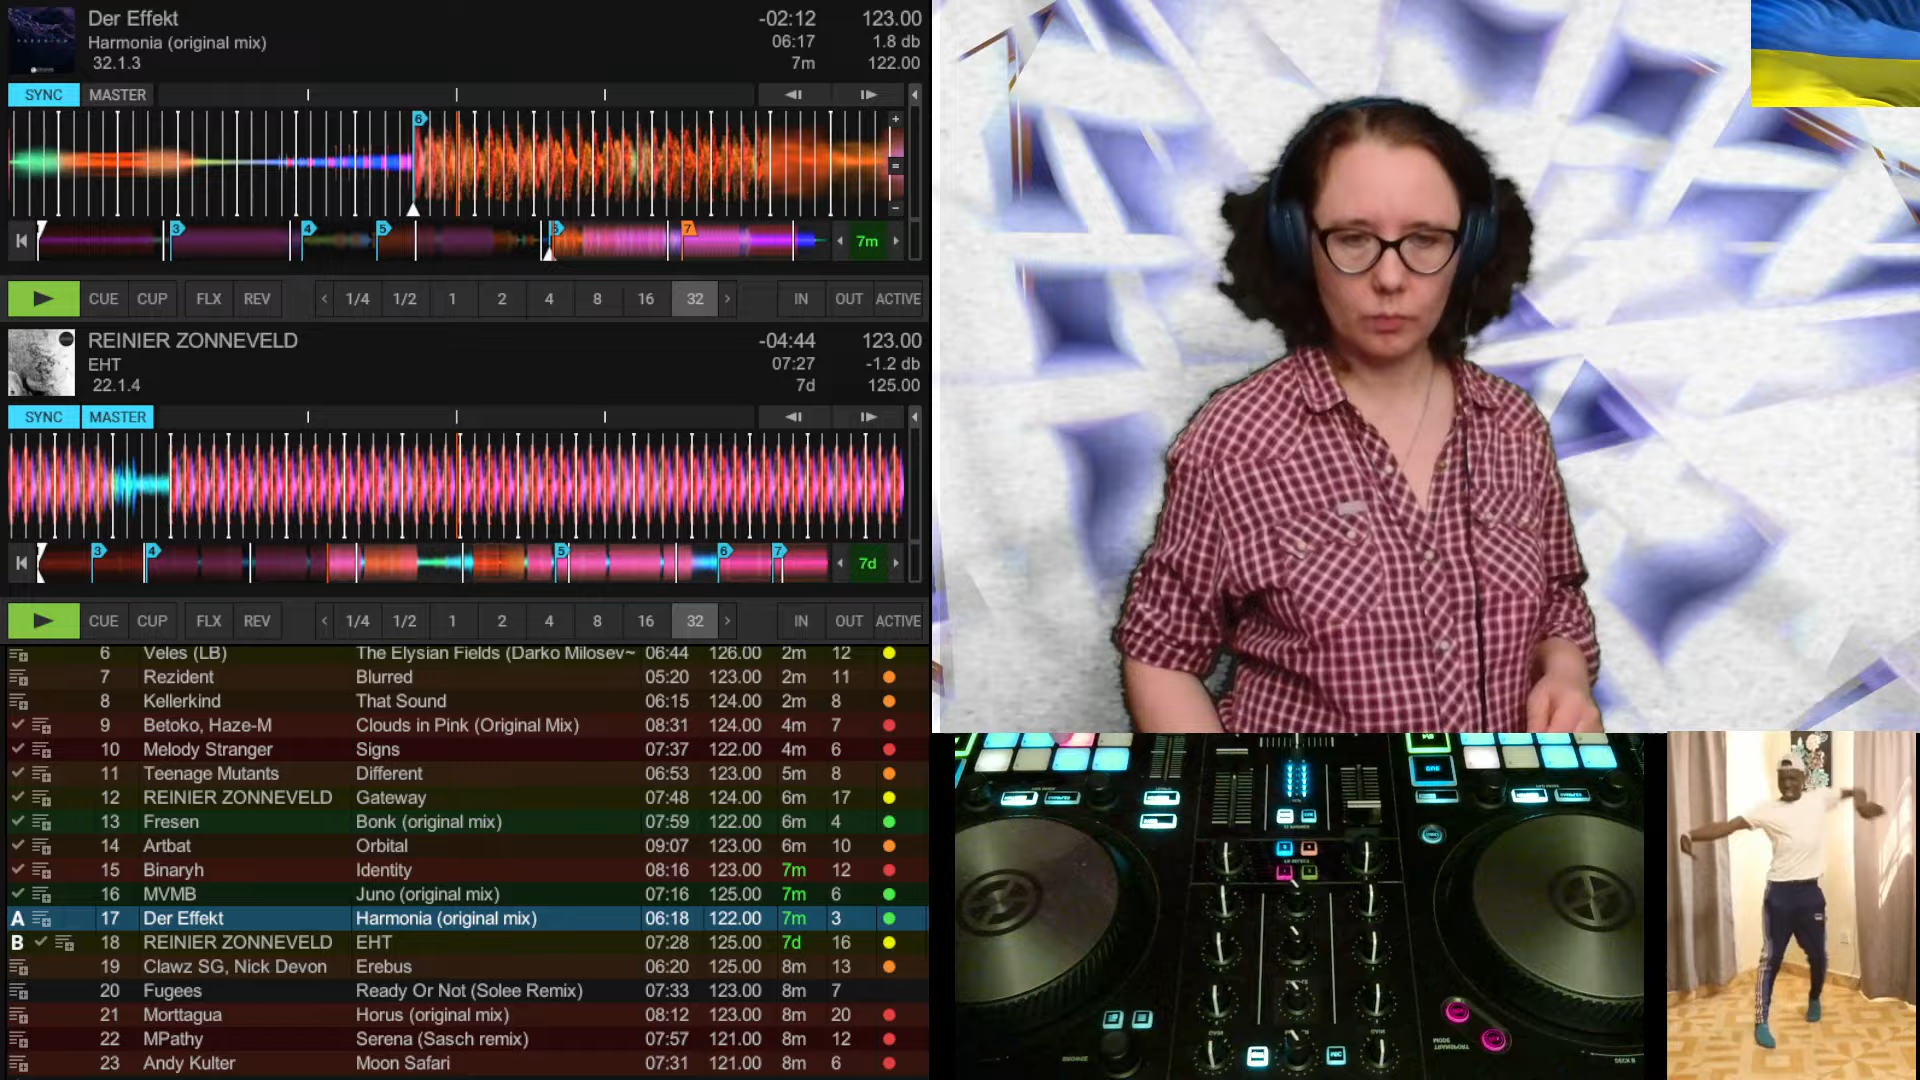 Der Effekt -02:12 123.00
Harmonia (original mix) 06:17 1.8 db
32.1.3 7m 122.00
SYNC MASTER
6
+
=
-
3 4 5 6 7 7m
CUE CUP FLX REV 1/4 1/2 1 2 4 8 16 32 IN OUT ACTIVE
REINIER ZONNEVELD -04:44 123.00
EHT 07:27 -1.2 db
22.1.4 7d 125.00
SYNC MASTER
3 4 5 6 7 7d
CUE CUP FLX REV 1/4 1/2 1 2 4 8 16 32 IN OUT ACTIVE
6 Veles (LB) The Elysian Fields (Darko Milosev~ 06:44 126.00 2m 12
7 Rezident Blurred 05:20 123.00 2m 11
8 Kellerkind That Sound 06:15 124.00 2m 8
9 Betoko, Haze-M Clouds in Pink (Original Mix) 08:31 124.00 4m 7
10 Melody Stranger Signs 07:37 122.00 4m 6
11 Teenage Mutants Different 06:53 123.00 5m 8
12 REINIER ZONNEVELD Gateway 07:48 124.00 6m 17
13 Fresen Bonk (original mix) 07:59 122.00 6m 4
14 Artbat Orbital 09:07 123.00 6m 10
15 Binaryh Identity 08:16 123.00 7m 12
16 MVMB Juno (original mix) 07:16 125.00 7m 6
A 17 Der Effekt Harmonia (original mix) 06:18 122.00 7m 3
B 18 REINIER ZONNEVELD EHT 07:28 125.00 7d 16
19 Clawz SG, Nick Devon Erebus 06:20 125.00 8m 13
20 Fugees Ready Or Not (Solee Remix) 07:33 123.00 8m 7
21 Morttagua Horus (original mix) 08:12 123.00 8m 20
22 MPathy Serena (Sasch remix) 07:57 121.00 8m 12
23 Andy Kulter Moon Safari 07:31 121.00 8m 6